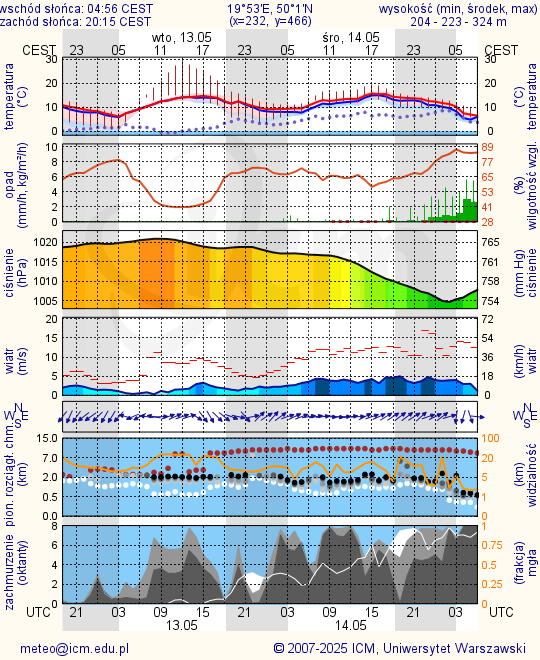 wschód słońca: 04:56 CEST 19°53'E, 50°1'N wysokość (min, środek, max)
zachód słońca: 20:15 CEST (x=232, y=466) 204 - 223 - 324 m
wto, 13.05 śro, 14.05
CEST 23 05 11 17 23 05 11 17 23 05 CEST
temperatura (°C)
30 20 10 0
30 20 10 0
(°C) temperatura
opad (mm/h, kg/m²/h)
10 8 6 4 2 0
89 77 65 53 41 28
(%) wilgotność wzgl.
ciśnienie (hPa)
1020 1015 1010 1005
765 761 758 754
(mm Hg) ciśnienie
wiatr (m/s)
20 15 10 5 0
72 54 36 18 0
(km/h) wiatr
N W E S
N W E S
pion. rozciągł. chm. (km)
15.0 7.0 2.0 0.5 0.0
100 20 5 1 0
(km) widzialność
zachmurzenie (oktanty)
8 6 4 2 0
1 0.75 0.5 0.25 0
(frakcja) mgła
UTC 21 03 09 15 21 03 09 15 21 03 UTC
13.05 14.05
meteo@icm.edu.pl © 2007-2025 ICM, Uniwersytet Warszawski